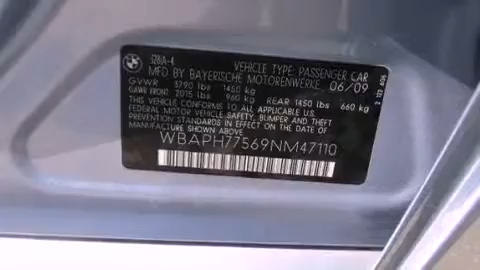 328iA-4
VEHICLE TYPE: PASSENGER CAR
MFD. BY BAYERISCHE MOTORENWERKE 06/09
GVWR 3790 lbs 1450 kg
GAWR FRONT 2015 lbs 960 kg REAR 1450 lbs 660 kg
THIS VEHICLE CONFORMS TO ALL APPLICABLE U.S.
FEDERAL MOTOR VEHICLE SAFETY, BUMPER AND THEFT
PREVENTION STANDARDS IN EFFECT ON THE DATE OF
MANUFACTURE SHOWN ABOVE
WBAPH77569NM47110